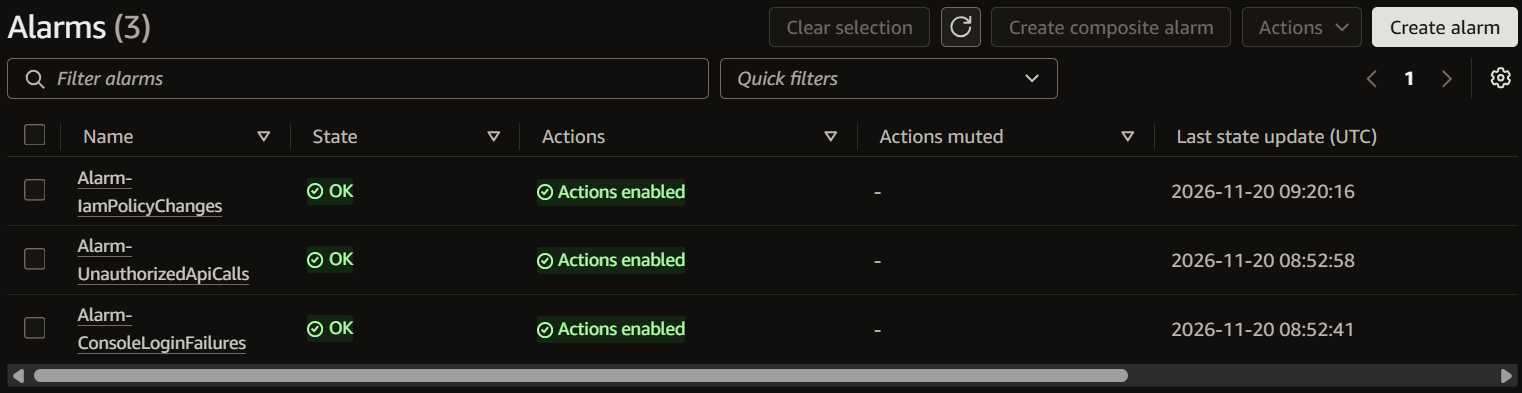 Alarms (3)
Clear selection
Create composite alarm
Actions
Create alarm
Filter alarms
Quick filters
1
Name
State
Actions
Actions muted
Last state update (UTC)
Alarm-
IamPolicyChanges
OK
Actions enabled
-
2026-11-20 09:20:16
Alarm-
UnauthorizedApiCalls
OK
Actions enabled
-
2026-11-20 08:52:58
Alarm-
ConsoleLoginFailures
OK
Actions enabled
-
2026-11-20 08:52:41